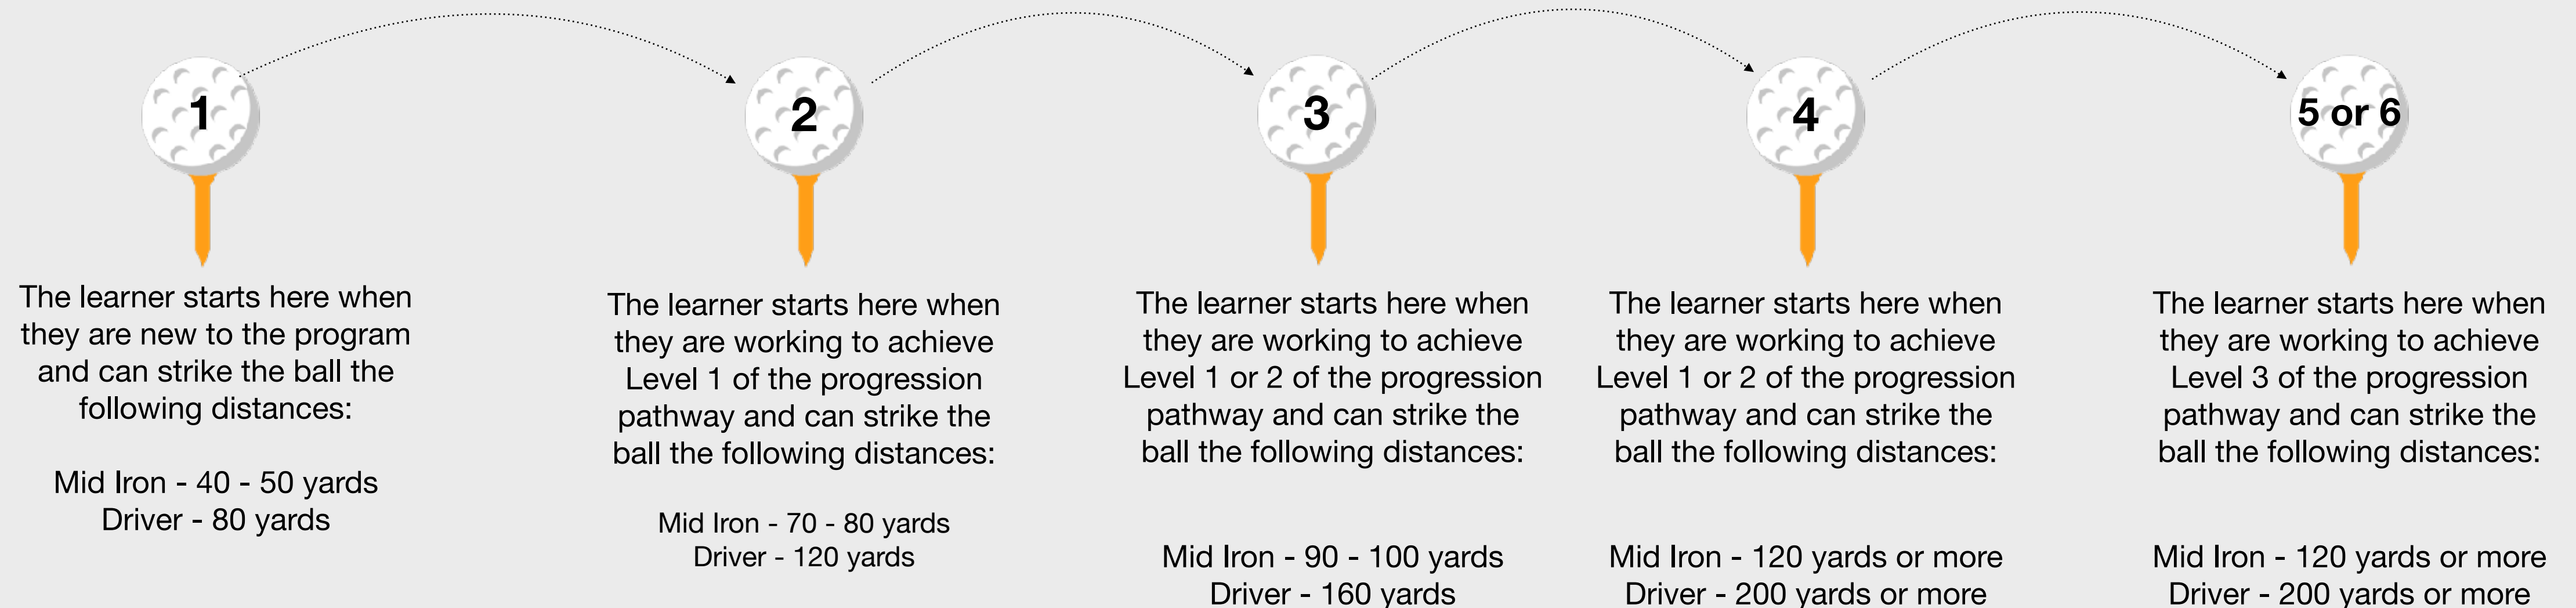 1
The learner starts here when
they are new to the program
and can strike the ball the
following distances:
Mid Iron - 40 - 50 yards
Driver - 80 yards
2
The learner starts here when
they are working to achieve
Level 1 of the progression
pathway and can strike the
ball the following distances:
Mid Iron - 70 - 80 yards
Driver - 120 yards
3
The learner starts here when
they are working to achieve
Level 1 or 2 of the progression
pathway and can strike the
ball the following distances:
Mid Iron - 90 - 100 yards
Driver - 160 yards
4
The learner starts here when
they are working to achieve
Level 1 or 2 of the progression
pathway and can strike the
ball the following distances:
Mid Iron - 120 yards or more
Driver - 200 yards or more
5 or 6
The learner starts here when
they are working to achieve
Level 3 of the progression
pathway and can strike the
ball the following distances:
Mid Iron - 120 yards or more
Driver - 200 yards or more